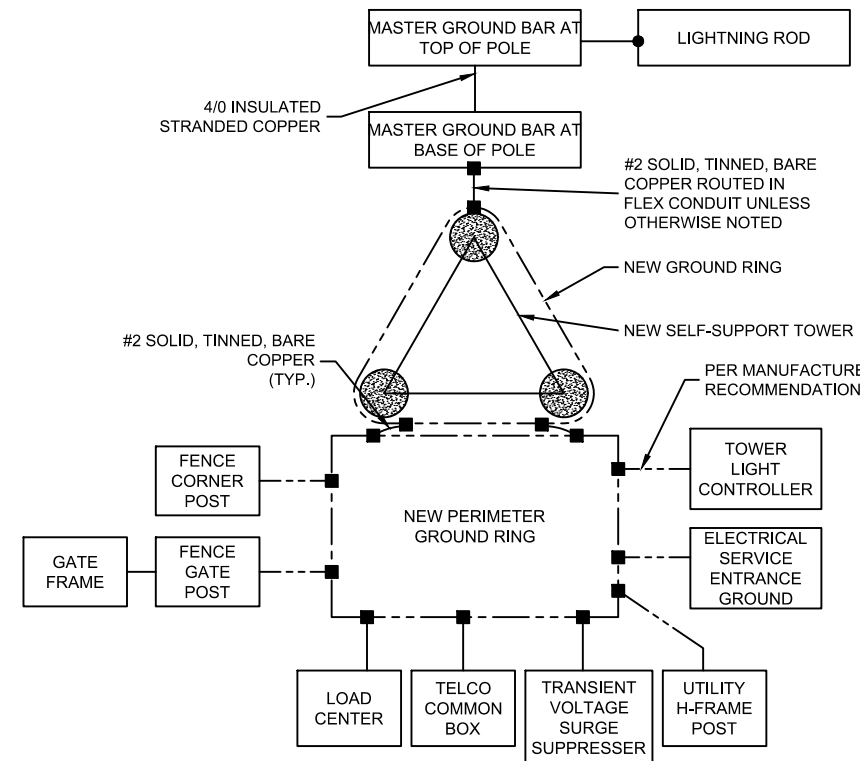 MASTER GROUND BAR AT
TOP OF POLE
LIGHTNING ROD
4/0 INSULATED
STRANDED COPPER
MASTER GROUND BAR AT
BASE OF POLE
#2 SOLID, TINNED, BARE
COPPER ROUTED IN
FLEX CONDUIT UNLESS
OTHERWISE NOTED
NEW GROUND RING
NEW SELF-SUPPORT TOWER
#2 SOLID, TINNED, BARE
COPPER
(TYP.)
PER MANUFACTURE
RECOMMENDATION
FENCE
CORNER
POST
TOWER
LIGHT
CONTROLLER
NEW PERIMETER
GROUND RING
GATE
FRAME
FENCE
GATE
POST
ELECTRICAL
SERVICE
ENTRANCE
GROUND
LOAD
CENTER
TELCO
COMMON
BOX
TRANSIENT
VOLTAGE
SURGE
SUPPRESSER
UTILITY
H-FRAME
POST